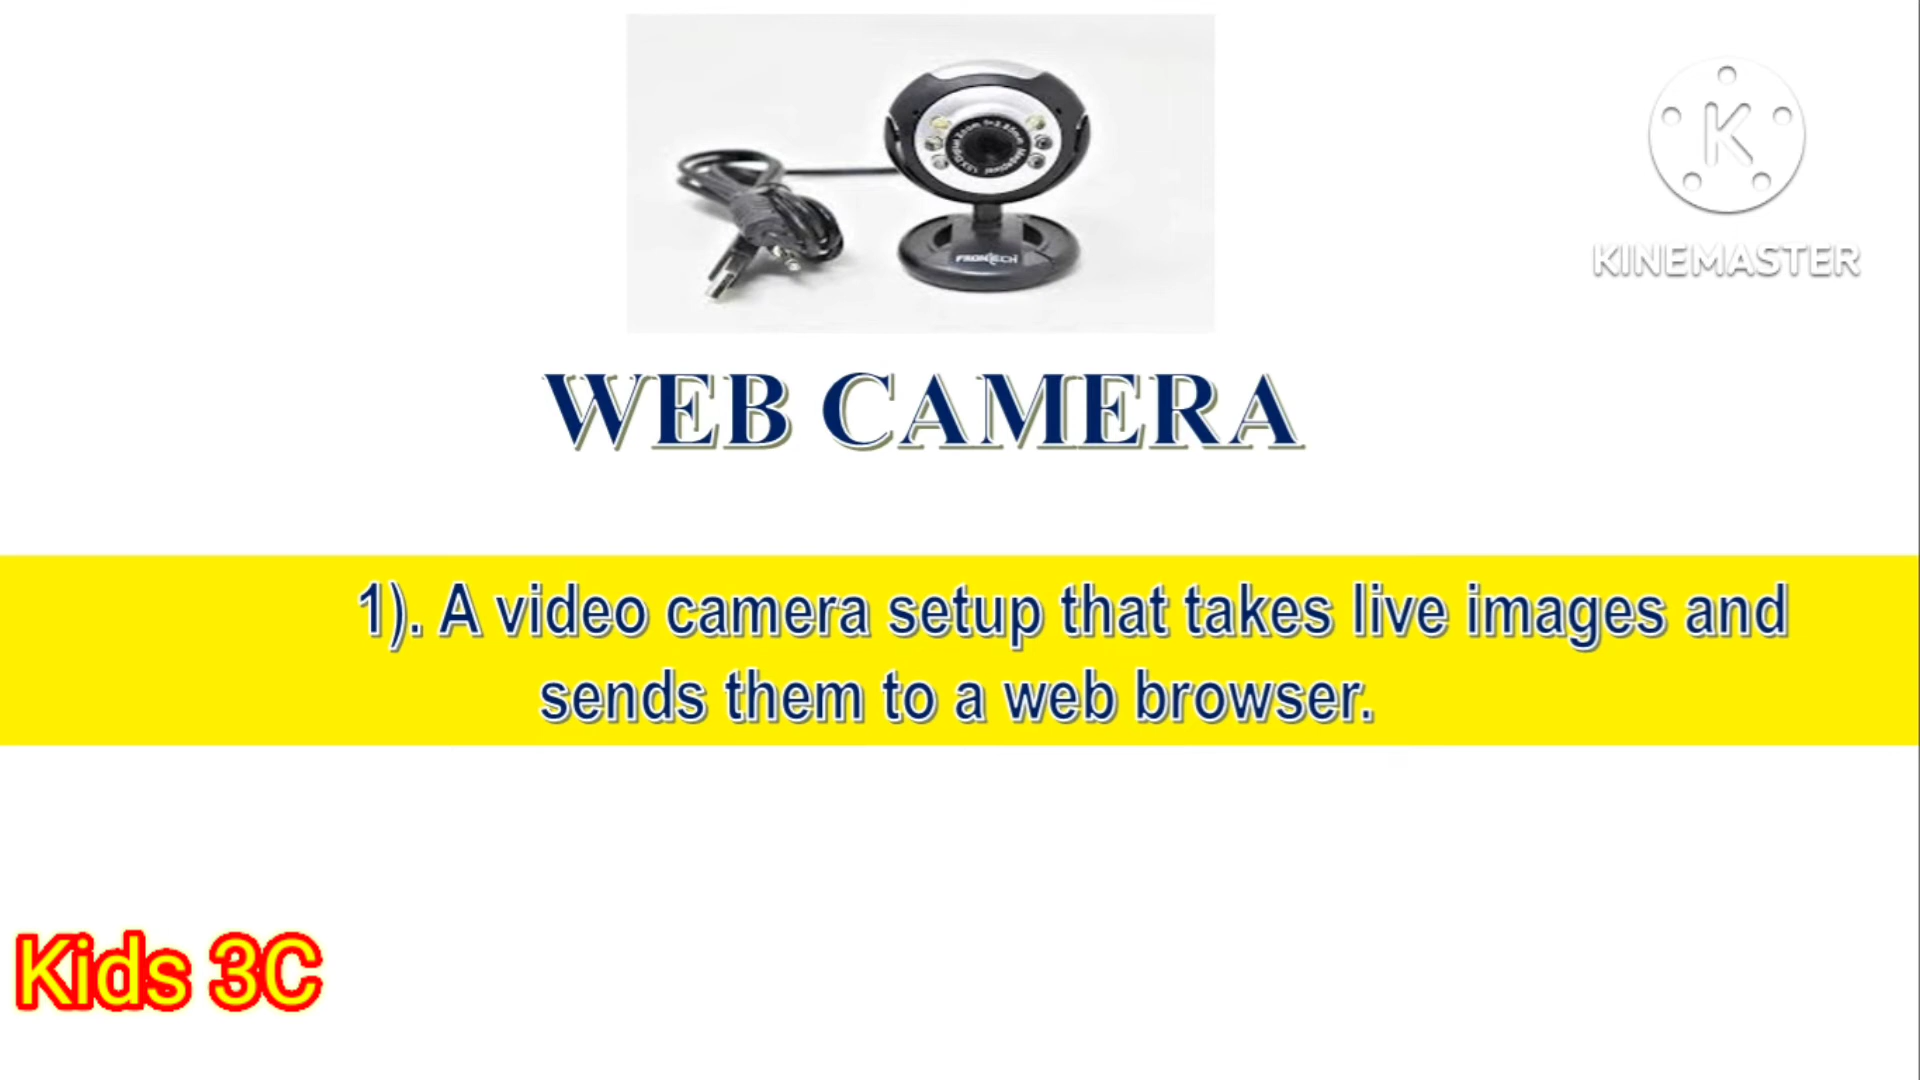 FRONTECH
KINEMASTER
WEB CAMERA
1). A video camera setup that takes live images and
sends them to a web browser.
Kids 3C